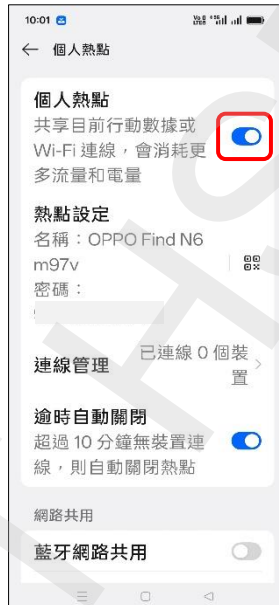 10:01
← 個人熱點
個人熱點
共享目前行動數據或
Wi-Fi 連線，會消耗更
多流量和電量
熱點設定
名稱：OPPO Find N6
m97v
密碼：
連線管理
已連線 0 個裝
置
逾時自動關閉
超過 10 分鐘無裝置連
線，則自動關閉熱點
網路共用
藍牙網路共用